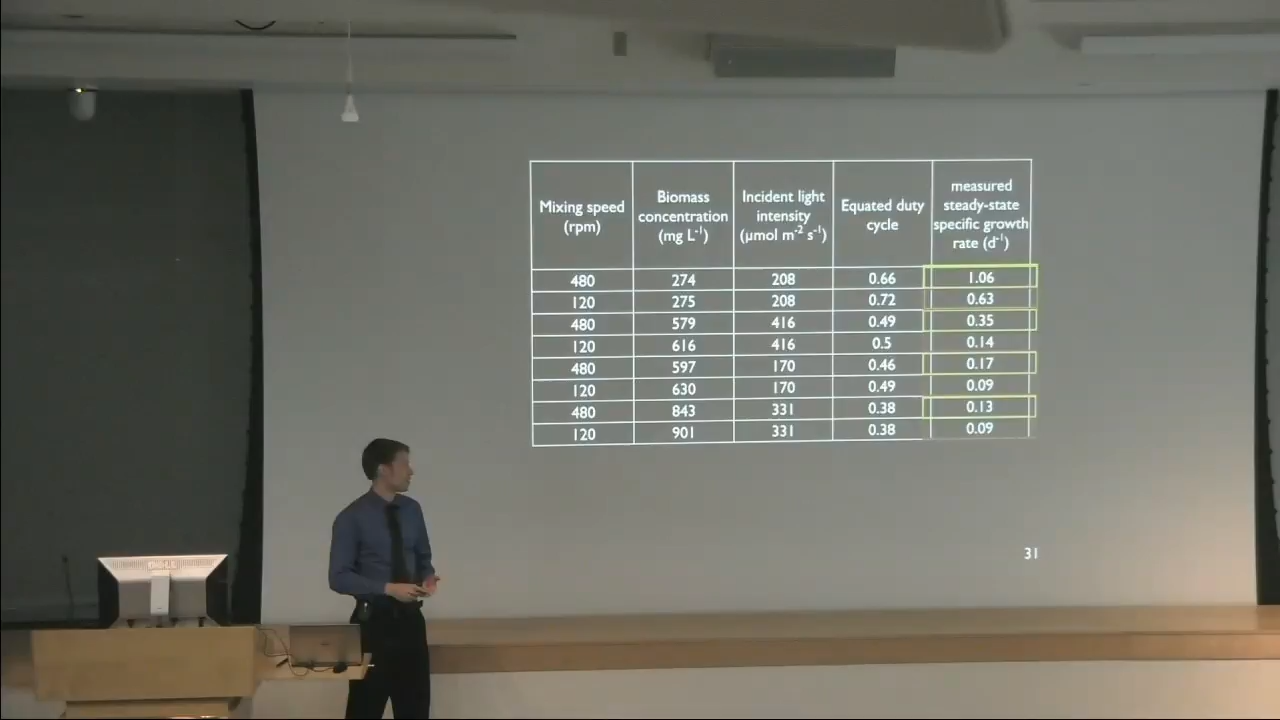 Mixing speed
(rpm)
Biomass
concentration
(mg L⁻¹)
Incident light
intensity
(µmol m⁻² s⁻¹)
Equated duty
cycle
measured
steady-state
specific growth
rate (d⁻¹)
480 274 208 0.66 1.06
120 275 208 0.72 0.63
480 579 416 0.49 0.35
120 616 416 0.5 0.14
480 597 170 0.46 0.17
120 630 170 0.49 0.09
480 843 331 0.38 0.13
120 901 331 0.38 0.09
31